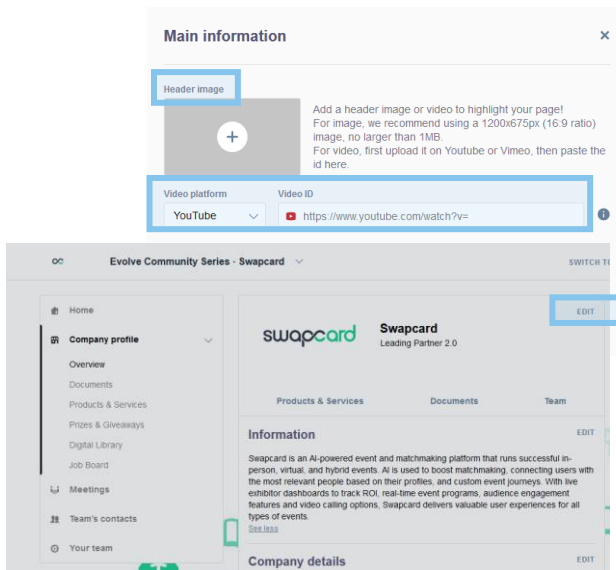 Main information
Header image
Add a header image or video to highlight your page!
For image, we recommend using a 1200x675px (16:9 ratio)
image, no larger than 1MB.
For video, first upload it on Youtube or Vimeo, then paste the
id here.
Video platform
Video ID
YouTube
https://www.youtube.com/watch?v=
Evolve Community Series - Swapcard
SWITCH TO
Home
Company profile
Overview
Documents
Products & Services
Prizes & Giveaways
Digital Library
Job Board
Meetings
Team's contacts
Your team
EDIT
swapcard
Swapcard
Leading Partner 2.0
Products & Services
Documents
Team
Information
EDIT
Swapcard is an AI-powered event and matchmaking platform that runs successful in-
person, virtual, and hybrid events. AI is used to boost matchmaking, connecting users with
the most relevant people based on their profiles, and custom event journeys. With live
exhibitor dashboards to track ROI, real-time event programs, audience engagement
features and video calling options, Swapcard delivers valuable user experiences for all
types of events.
See less
Company details
EDIT